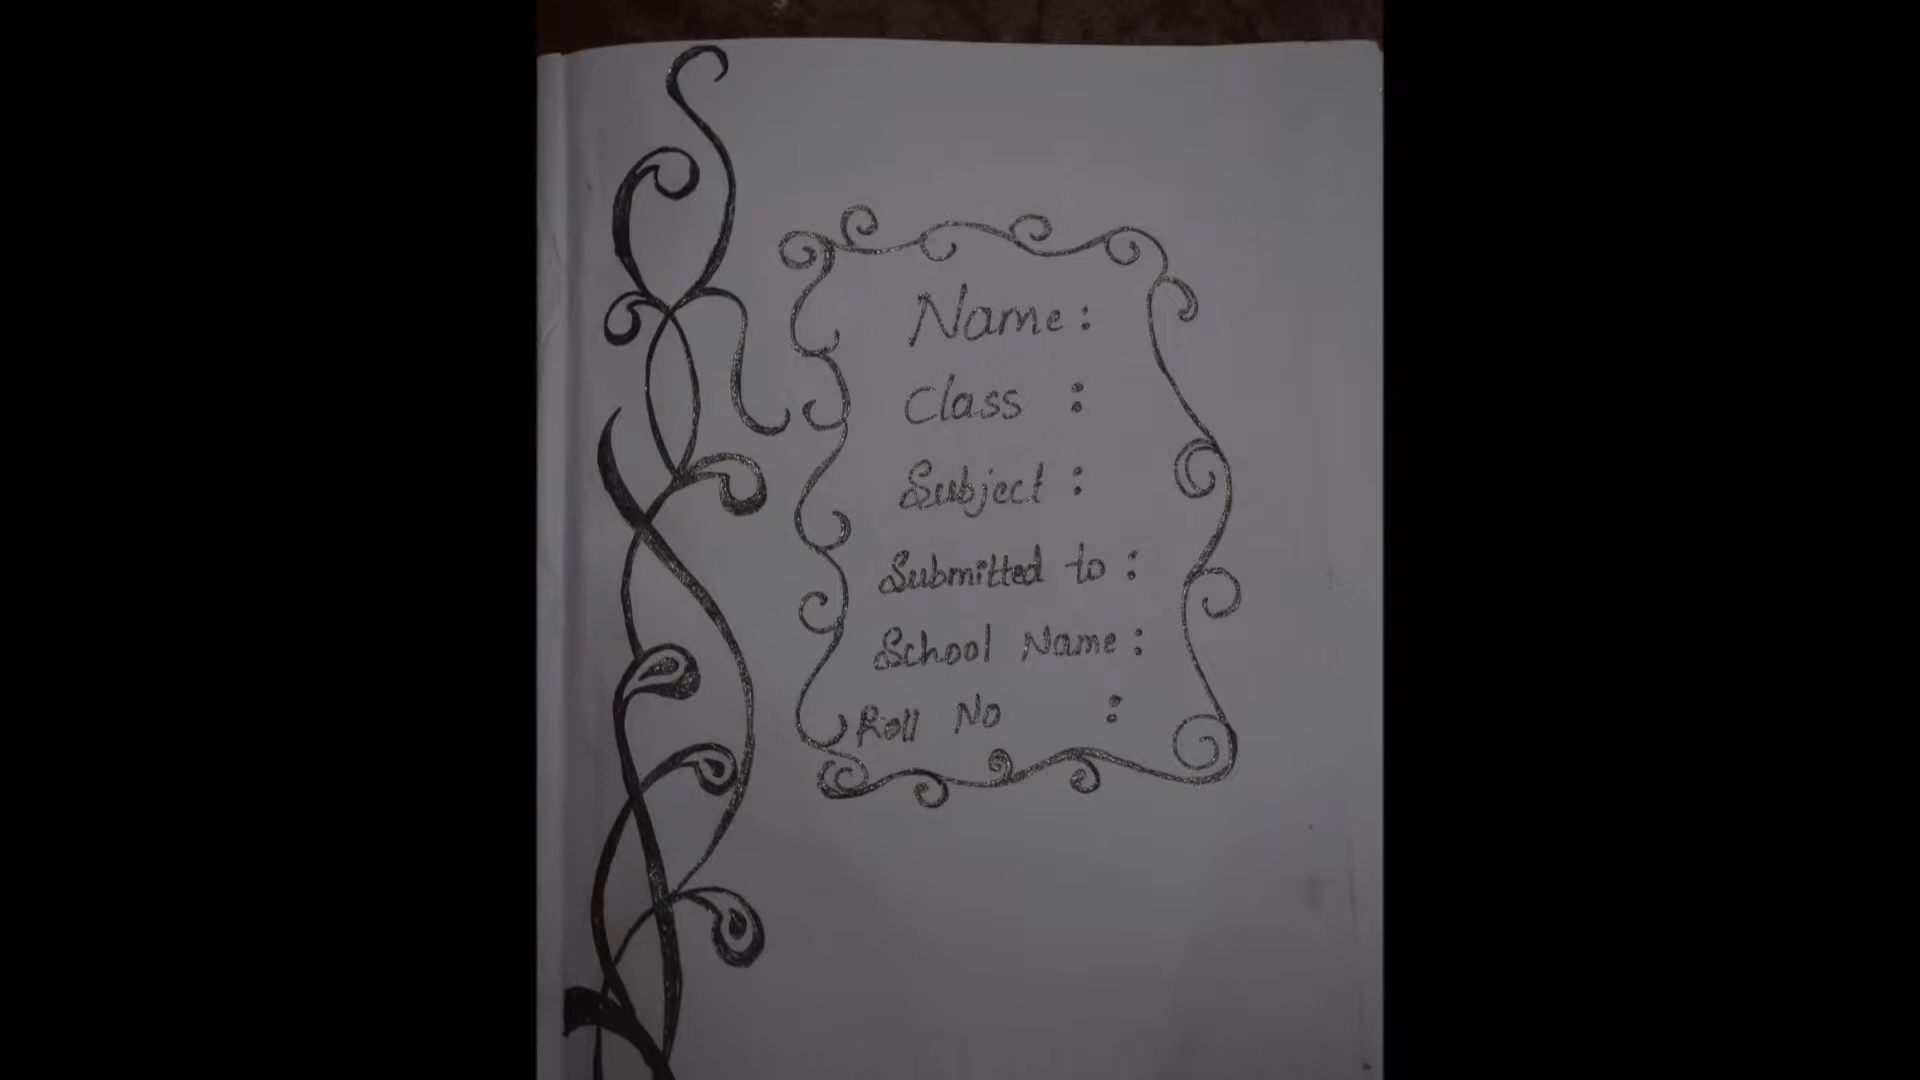 Name:
Class :
Subject :
Submitted to :
School Name:
Roll No :